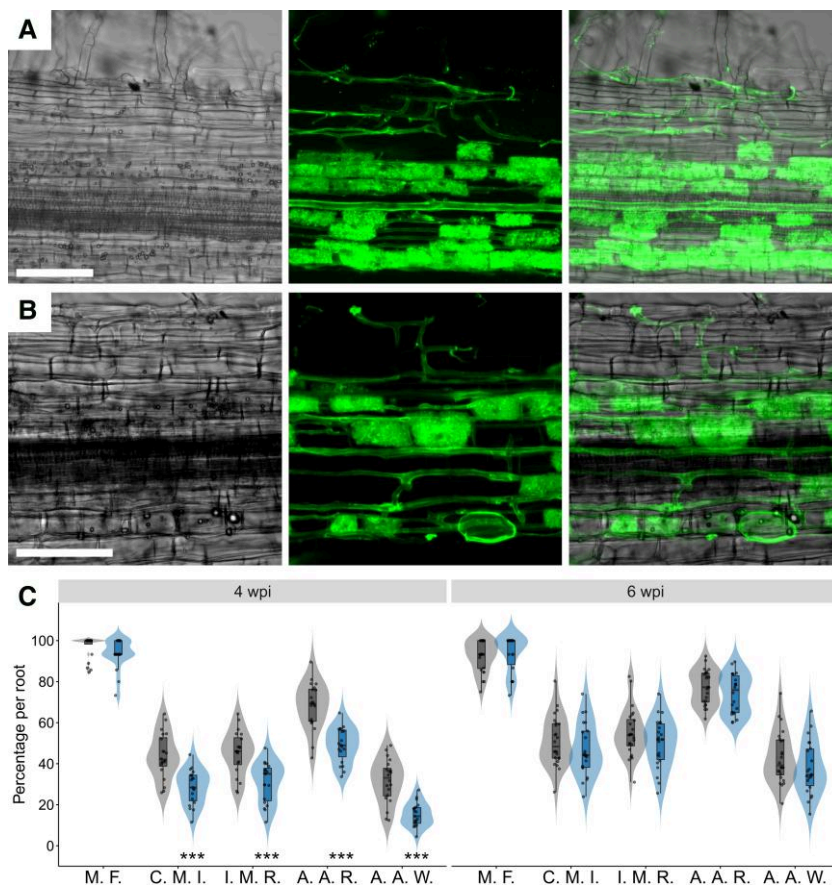 A
B
C
4 wpi
6 wpi
Percentage per root
100
80
60
40
20
0
*** *** *** ***
M. F. C. M. I. I. M. R. A. A. R. A. A. W. M. F. C. M. I. I. M. R. A. A. R. A. A. W.